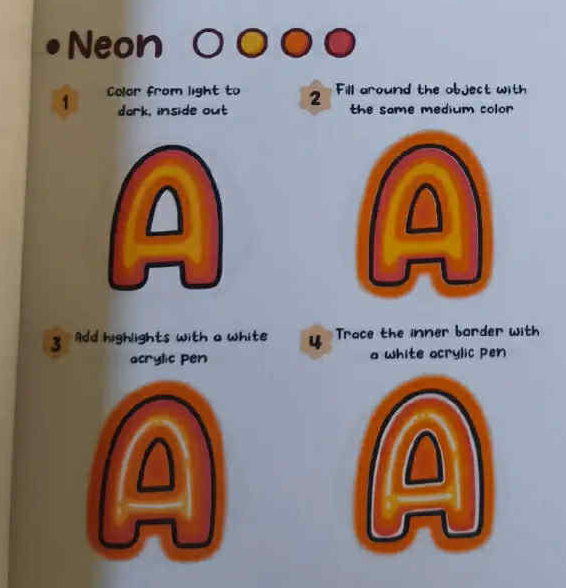 • Neon
1
Color from light to
dark, inside out
2
Fill around the object with
the same medium color
A
A
3
Add highlights with a white
acrylic pen
4
Trace the inner border with
a white acrylic pen
A
A